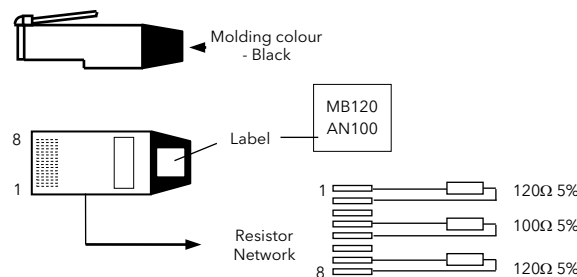 Molding colour
- Black
MB120
AN100
8
Label
1
1
120Ω 5%
100Ω 5%
Resistor
Network
8
120Ω 5%